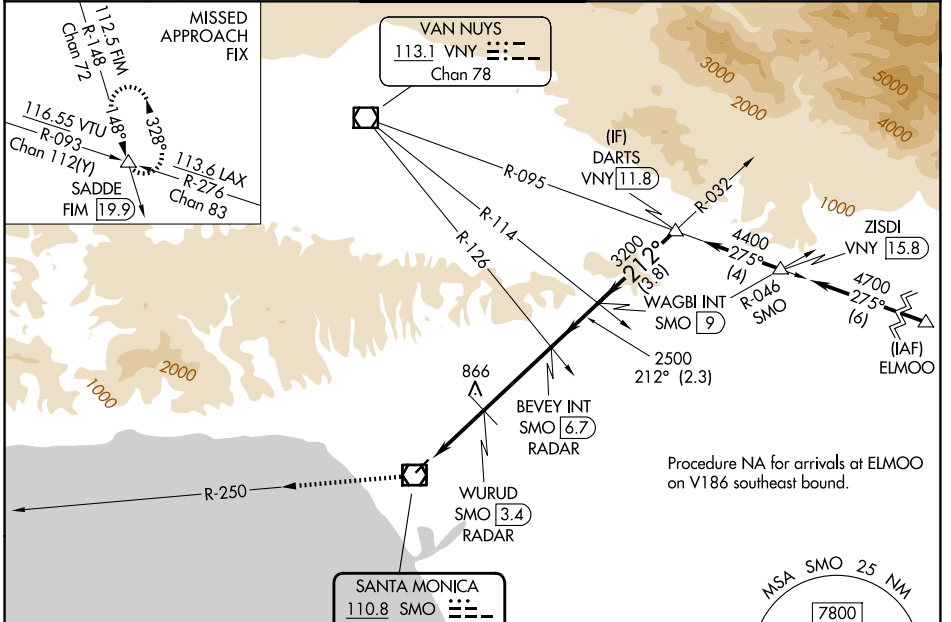 MISSED
APPROACH
FIX
112.5 FIM
R-148
Chan 72
148°
328°
116.55 VTU
R-093
Chan 112(Y)
113.6 LAX
R-276
Chan 83
SADDE
FIM 19.9
VAN NUYS
113.1 VNY
Chan 78
3000
2000
5000
4000
1000
(IF)
DARTS
VNY 11.8
R-032
R-095
R-114
R-126
ZISDI
VNY 15.8
4400
275°
(4)
4700
275°
(6)
R-046
SMO
(IAF)
ELMOO
3200
212°
(3.8)
WAGBI INT
SMO 9
2500
212° (2.3)
BEVEY INT
SMO 6.7
RADAR
866
2000
1000
WURUD
SMO 3.4
RADAR
R-250
Procedure NA for arrivals at ELMOO
on V186 southeast bound.
SANTA MONICA
110.8 SMO
MSA SMO 25 NM
7800